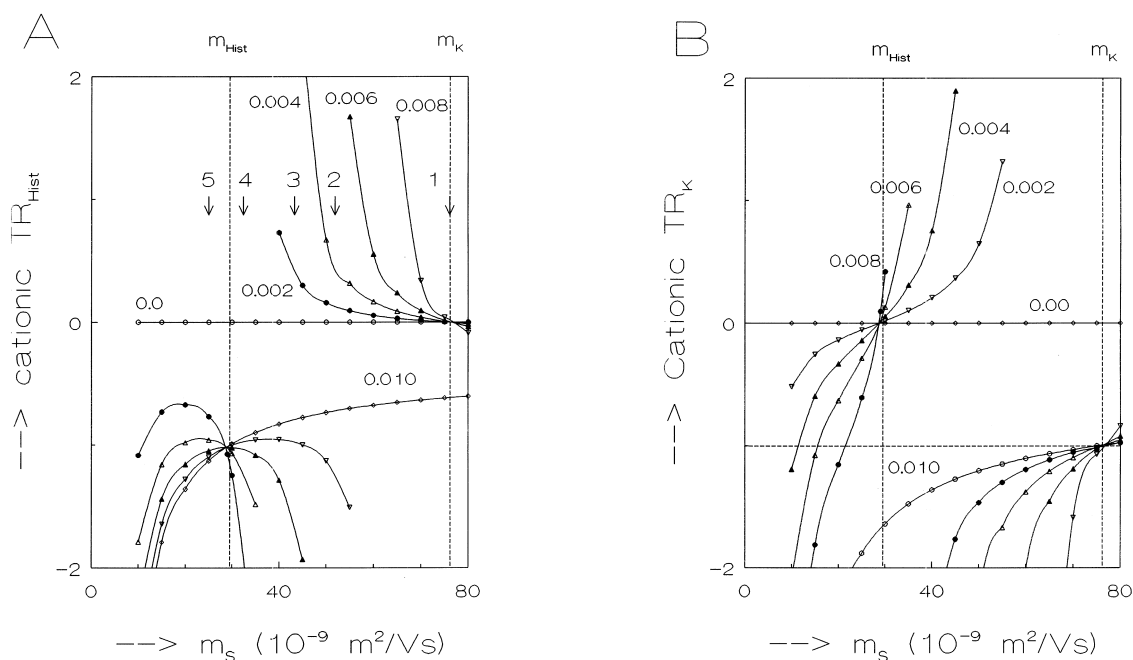 A
m_Hist
m_K
2
0.004
0.006
0.008
5
4
3
2
1
0.002
0.0
0
0.010
-2
0
40
80
--> cationic TR_Hist
--> m_S (10⁻⁹ m²/Vs)
B
m_Hist
m_K
2
0.004
0.006
0.002
0.008
0.00
0
0.010
-2
0
40
80
--> Cationic TR_K
--> m_S (10⁻⁹ m²/Vs)